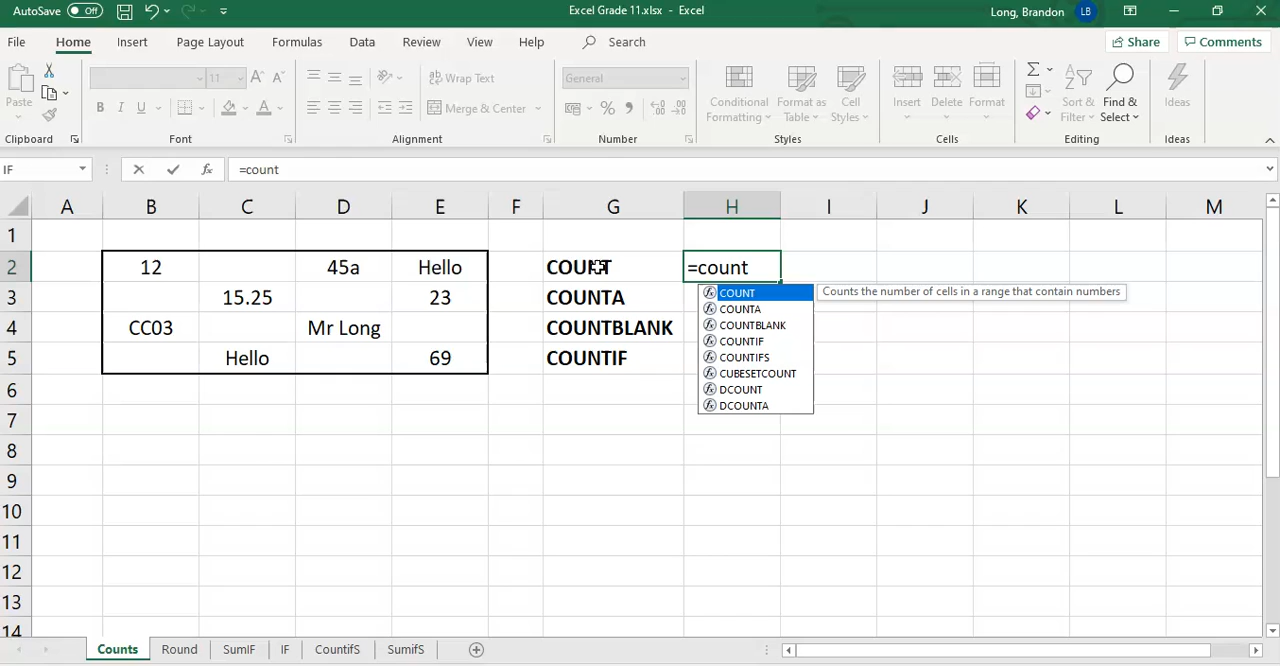 AutoSave Off Excel Grade 11.xlsx - Excel Long, Brandon LB
File Home Insert Page Layout Formulas Data Review View Help Search Share Comments
Paste 11 A A Wrap Text General Conditional Formatting Format as Table Cell Styles Insert Delete Format Sort & Filter Find & Select Ideas
B I U A Merge & Center %
Clipboard Font Alignment Number Styles Cells Editing Ideas
IF fx =count
A B C D E F G H I J K L M
1
2 12 45a Hello COUNT =count
3 15.25 23 COUNTA COUNT Counts the number of cells in a range that contain numbers
COUNTA
4 CC03 Mr Long COUNTBLANK COUNTBLANK
COUNTIF
5 Hello 69 COUNTIF COUNTIFS
CUBESETCOUNT
6 DCOUNT
DCOUNTA
7
8
9
10
11
12
13
14
Counts Round SumIF IF CountifS SumifS